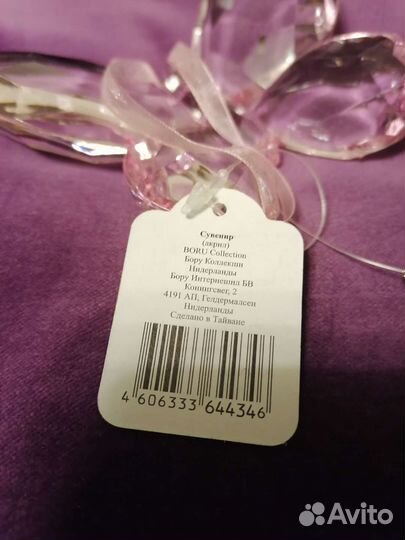 Сувенир
(акрил)
BORU Collection
Бору Коллекшн
Нидерланды
Бору Интернешнл БВ
Конингсвег, 2
4191 АП, Гелдермалсен
Нидерланды
Сделано в Тайване
4 606333 644346
Avito